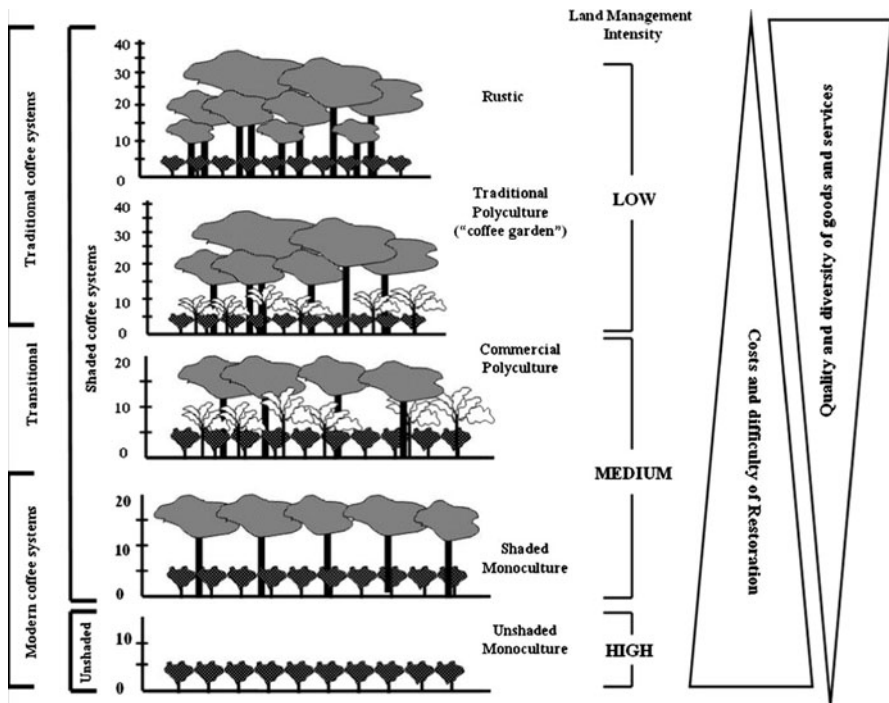 Land Management
Intensity
Traditional coffee systems
Transitional
Modern coffee systems
Shaded coffee systems
Unshaded
40
30
20
10
0
Rustic
40
30
20
10
0
Traditional
Polyculture
("coffee garden")
20
10
0
Commercial
Polyculture
20
10
0
Shaded
Monoculture
10
0
Unshaded
Monoculture
LOW
MEDIUM
HIGH
Costs and difficulty of Restoration
Quality and diversity of goods and services